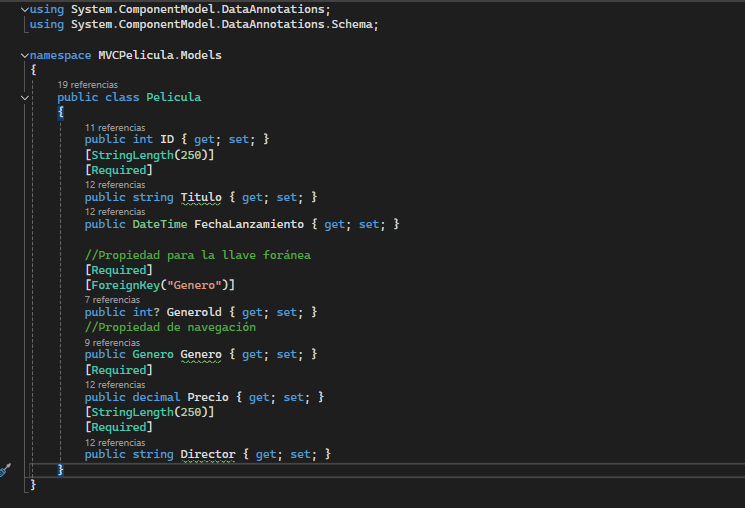 using System.ComponentModel.DataAnnotations;
using System.ComponentModel.DataAnnotations.Schema;
namespace MVCPelicula.Models
{
19 referencias
public class Pelicula
{
11 referencias
public int ID { get; set; }
[StringLength(250)]
[Required]
12 referencias
public string Titulo { get; set; }
12 referencias
public DateTime FechaLanzamiento { get; set; }
//Propiedad para la llave foránea
[Required]
[ForeignKey("Genero")]
7 referencias
public int? GeneroId { get; set; }
//Propiedad de navegación
9 referencias
public Genero Genero { get; set; }
[Required]
12 referencias
public decimal Precio { get; set; }
[StringLength(250)]
[Required]
12 referencias
public string Director { get; set; }
}
}